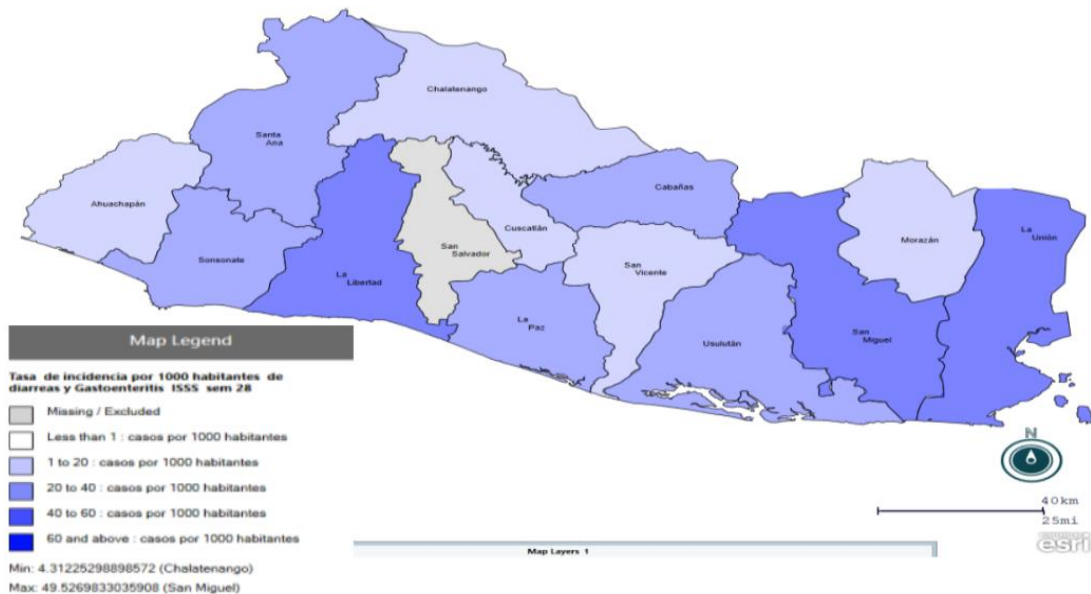 Chalatenango
Santa
Ana
Cabañas
Ahuachapán
Cuscatlán
La
Unión
Morazán
San
Salvador
Sonsonate
San
Vicente
La
Libertad
La
Paz
San
Miguel
Usulután
Map Legend
Tasa de incidencia por 1000 habitantes de
diarreas y Gastoenteritis ISSS sem 28
Missing / Excluded
Less than 1 : casos por 1000 habitantes
1 to 20 : casos por 1000 habitantes
20 to 40 : casos por 1000 habitantes
40 to 60 : casos por 1000 habitantes
60 and above : casos por 1000 habitantes
Min: 4.31225298898572 (Chalatenango)
Max: 49.5269833035908 (San Miguel)
N
40km
25mi
esri
Map Layers 1